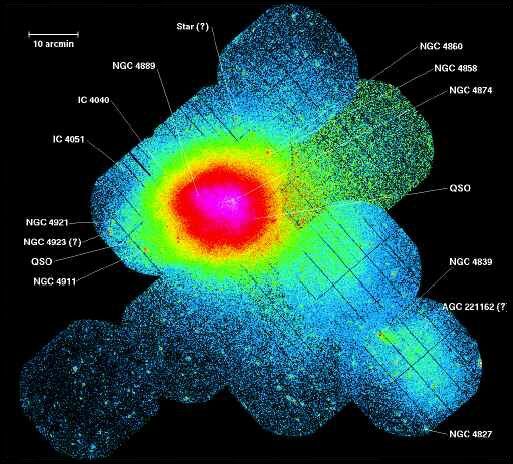 Star (?)
10 arcmin
NGC 4860
NGC 4889
NGC 4858
NGC 4874
IC 4040
IC 4051
QSO
NGC 4921
NGC 4923 (?)
QSO
NGC 4911
NGC 4839
AGC 221162 (?)
NGC 4827